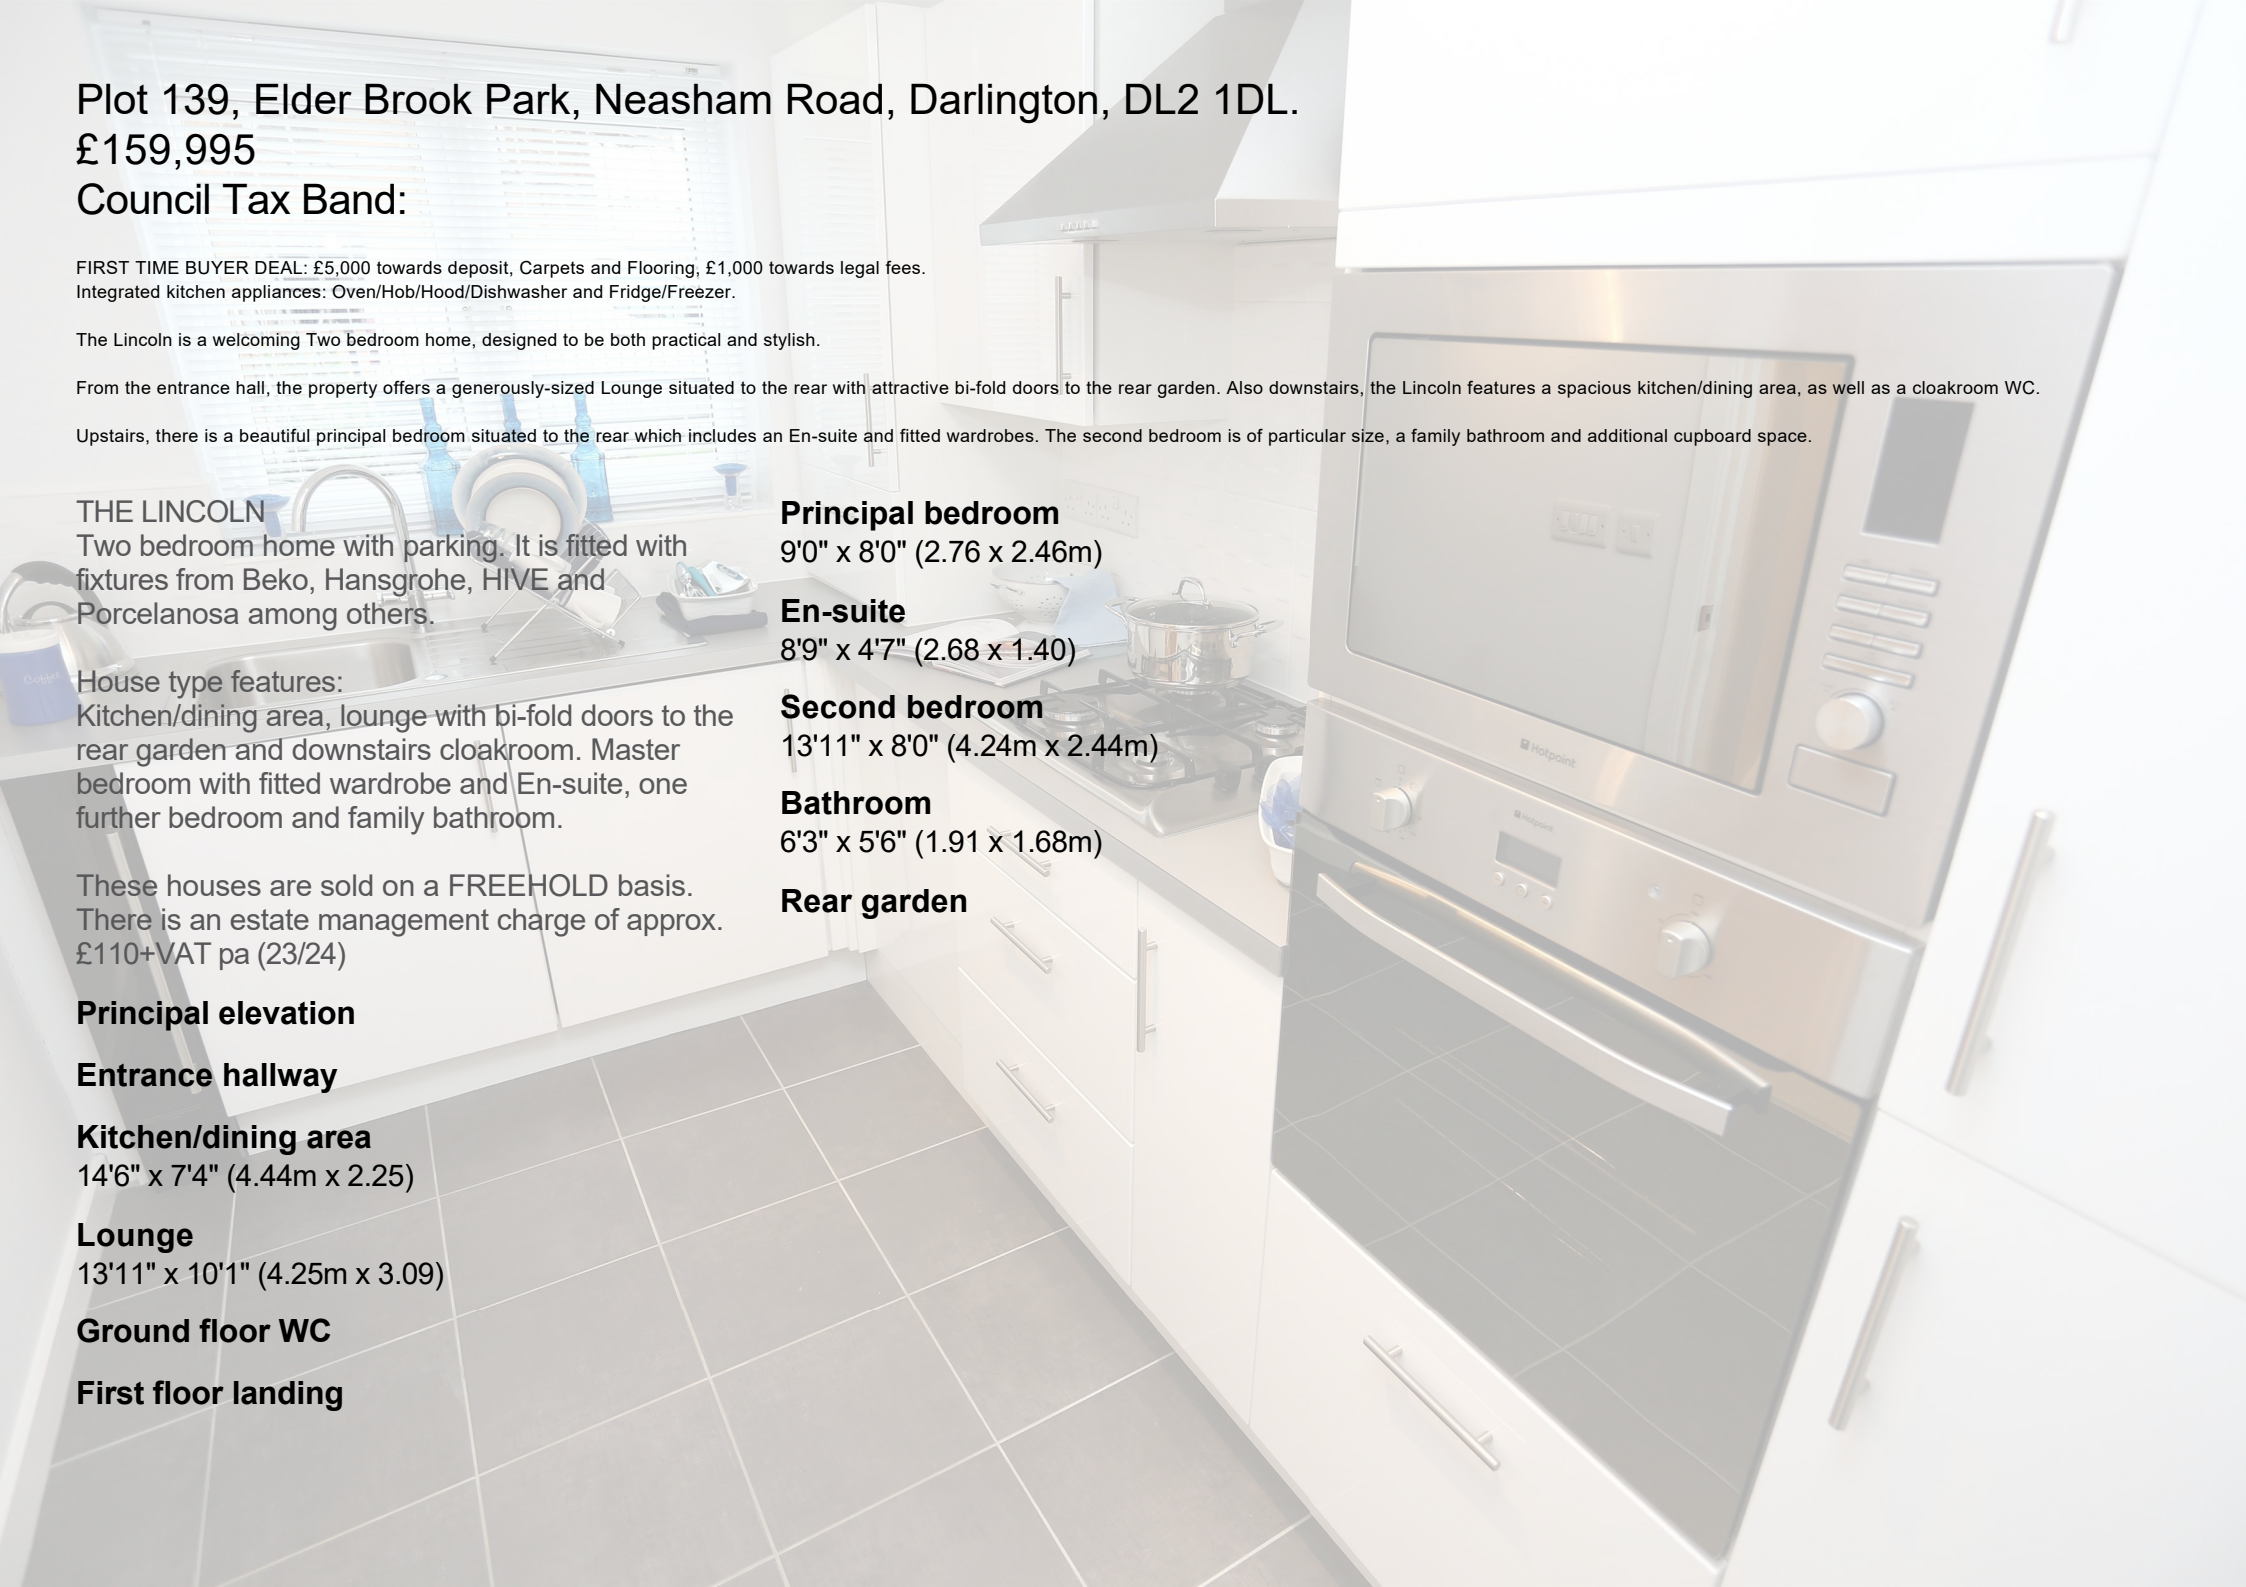 Plot 139, Elder Brook Park, Neasham Road, Darlington, DL2 1DL.
£159,995
Council Tax Band:
FIRST TIME BUYER DEAL: £5,000 towards deposit, Carpets and Flooring, £1,000 towards legal fees.
Integrated kitchen appliances: Oven/Hob/Hood/Dishwasher and Fridge/Freezer.
The Lincoln is a welcoming Two bedroom home, designed to be both practical and stylish.
From the entrance hall, the property offers a generously-sized Lounge situated to the rear with attractive bi-fold doors to the rear garden. Also downstairs, the Lincoln features a spacious kitchen/dining area, as well as a cloakroom WC.
Upstairs, there is a beautiful principal bedroom situated to the rear which includes an En-suite and fitted wardrobes. The second bedroom is of particular size, a family bathroom and additional cupboard space.
THE LINCOLN
Two bedroom home with parking. It is fitted with
fixtures from Beko, Hansgrohe, HIVE and
Porcelanosa among others.
House type features:
Kitchen/dining area, lounge with bi-fold doors to the
rear garden and downstairs cloakroom. Master
bedroom with fitted wardrobe and En-suite, one
further bedroom and family bathroom.
These houses are sold on a FREEHOLD basis.
There is an estate management charge of approx.
£110+VAT pa (23/24)
Principal elevation
Entrance hallway
Kitchen/dining area
14'6" x 7'4" (4.44m x 2.25)
Lounge
13'11" x 10'1" (4.25m x 3.09)
Ground floor WC
First floor landing
Principal bedroom
9'0" x 8'0" (2.76 x 2.46m)
En-suite
8'9" x 4'7" (2.68 x 1.40)
Second bedroom
13'11" x 8'0" (4.24m x 2.44m)
Bathroom
6'3" x 5'6" (1.91 x 1.68m)
Rear garden
Coffee
Hotpoint
Hotpoint